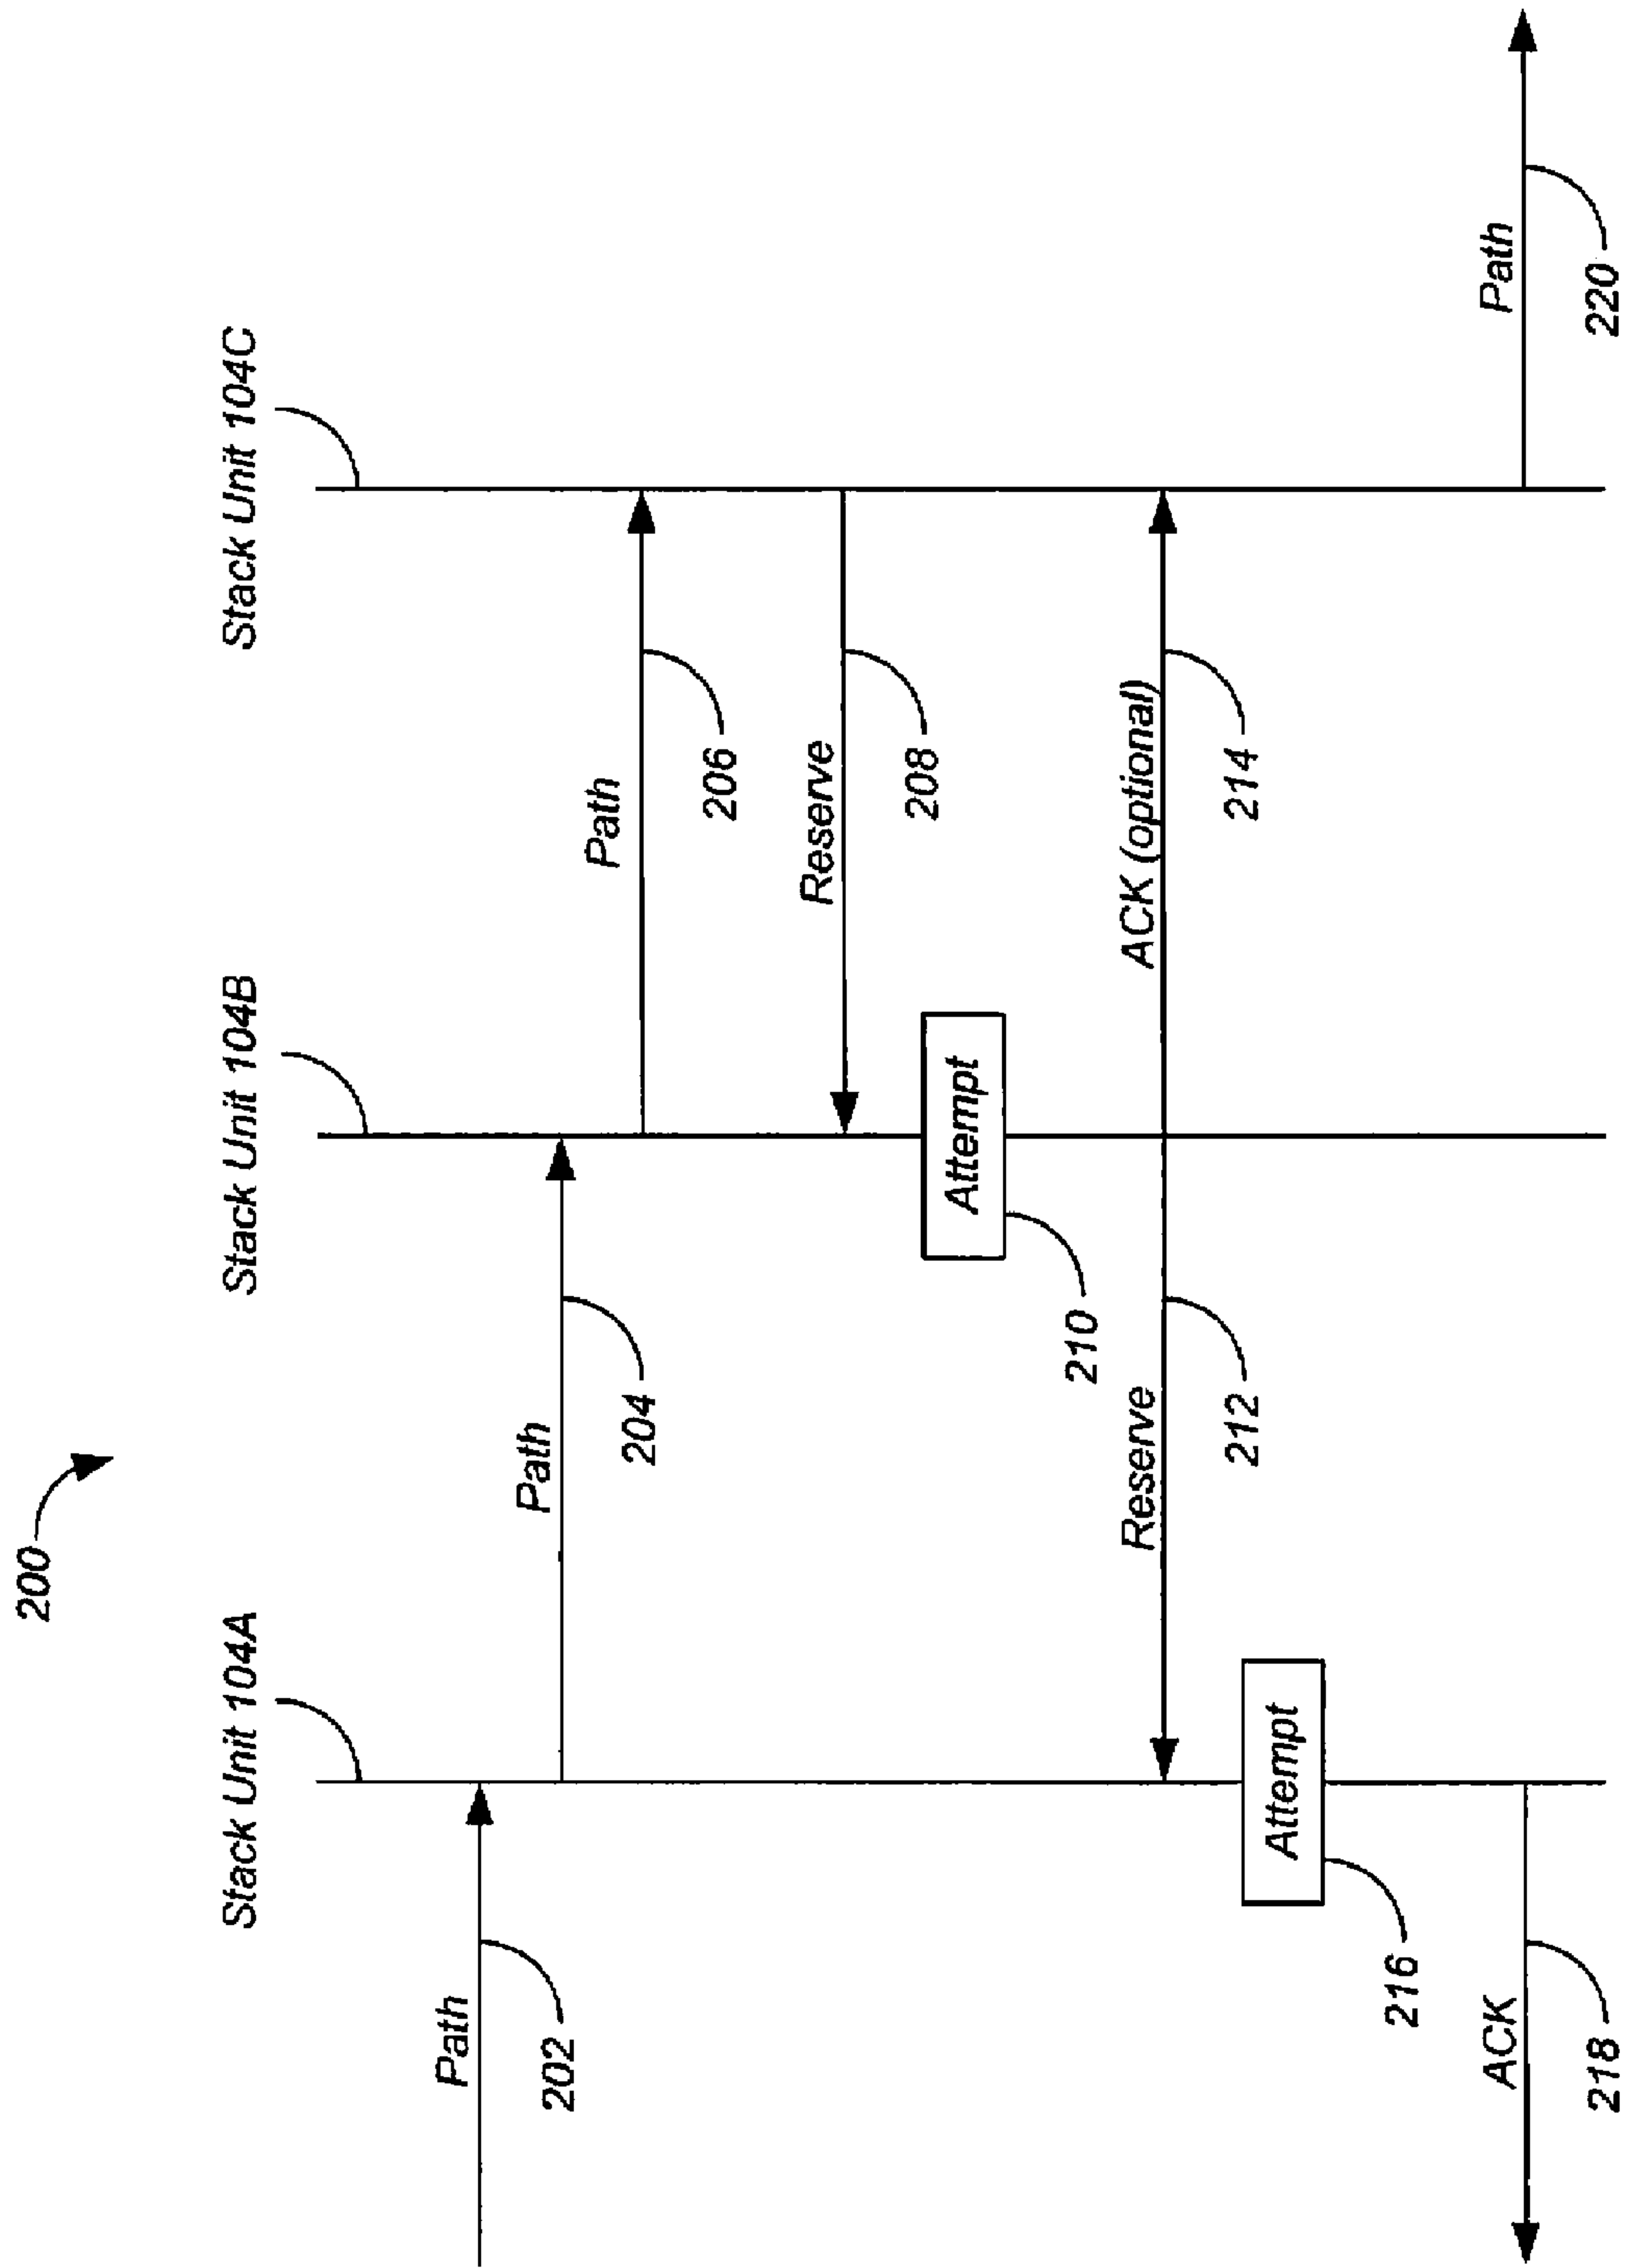 200
Stack Unit 104A
Stack Unit 104B
Stack Unit 104C
Path
202
Path
204
Path
206
Reserve
208
Attempt
210
Reserve
212
ACK (optional)
214
Attempt
216
ACK
218
Path
220